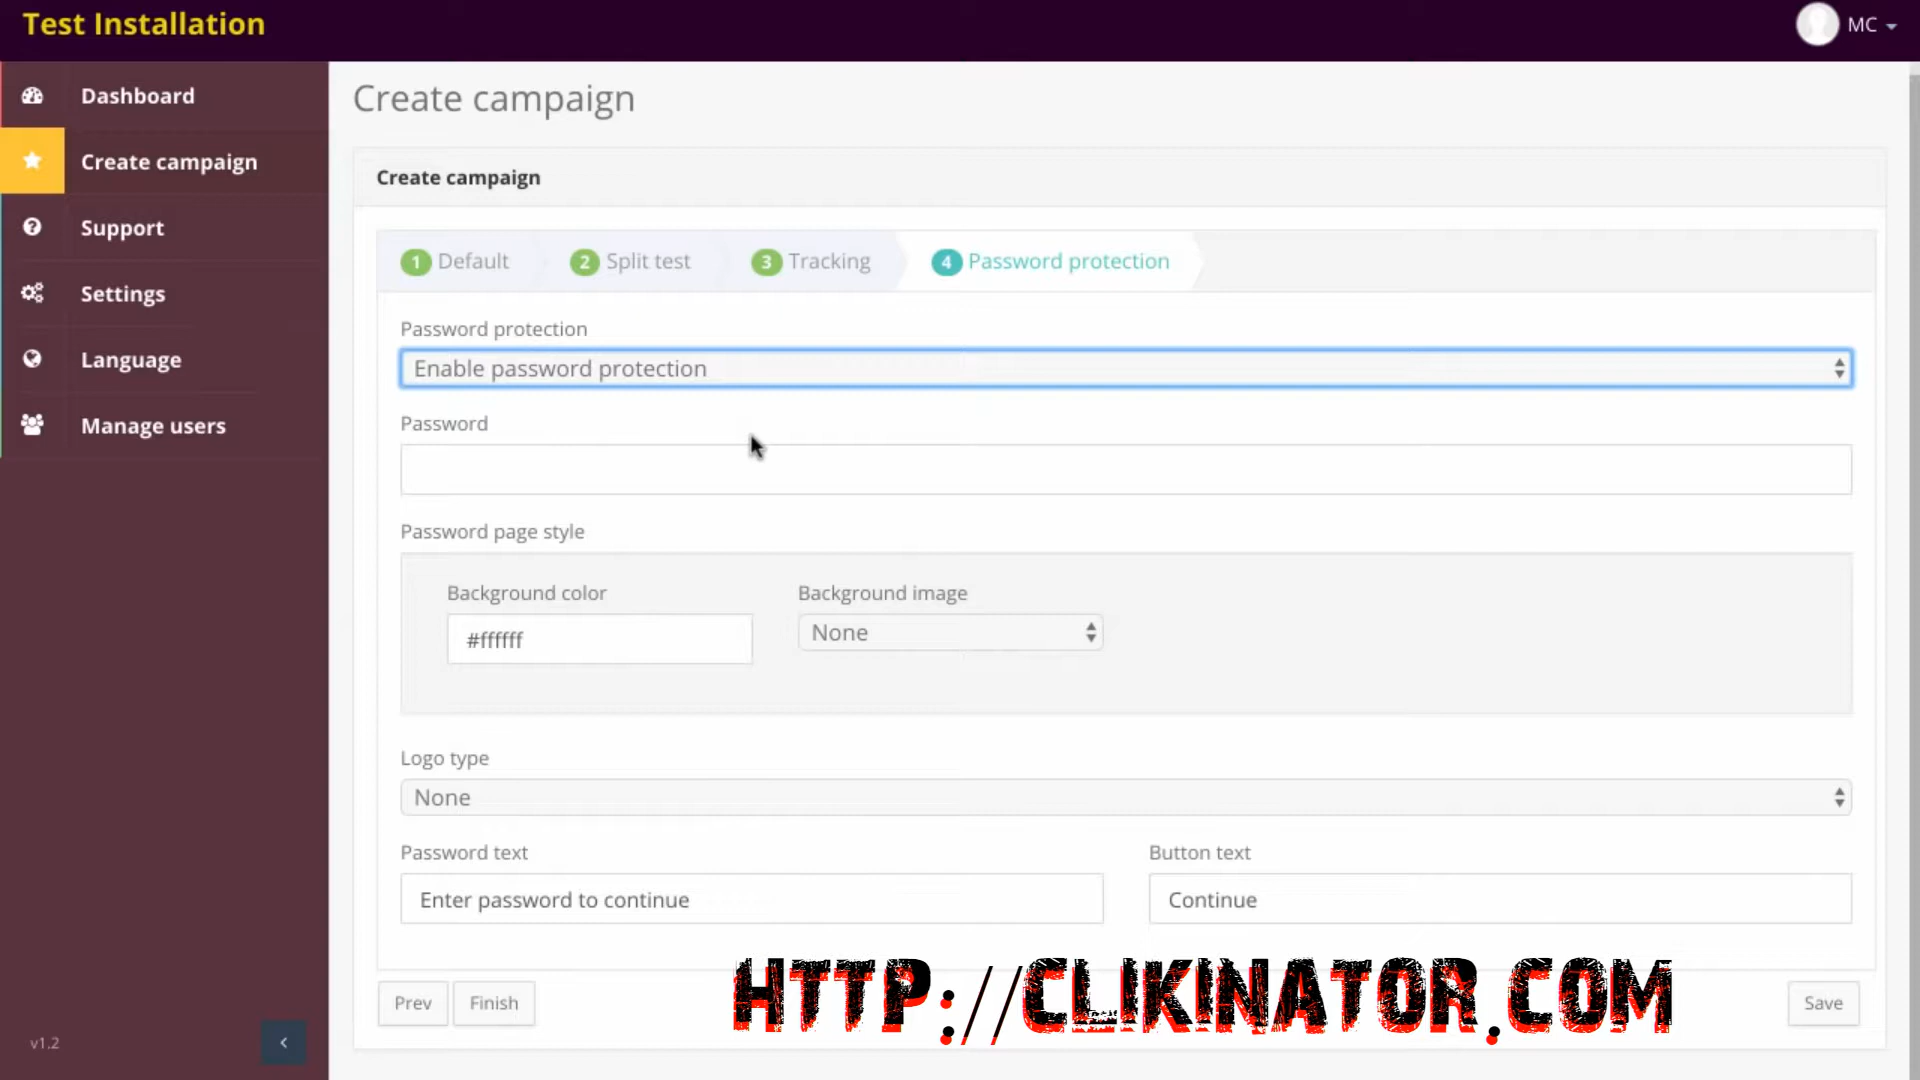 Test Installation
MC
Dashboard
Create campaign
Support
Settings
Language
Manage users
v1.2
Create campaign
Create campaign
1 Default
2 Split test
3 Tracking
4 Password protection
Password protection
Enable password protection
Password
Password page style
Background color
Background image
#ffffff
None
Logo type
None
Password text
Button text
Enter password to continue
Continue
Prev
Finish
HTTP://CLIKINATOR.COM
Save